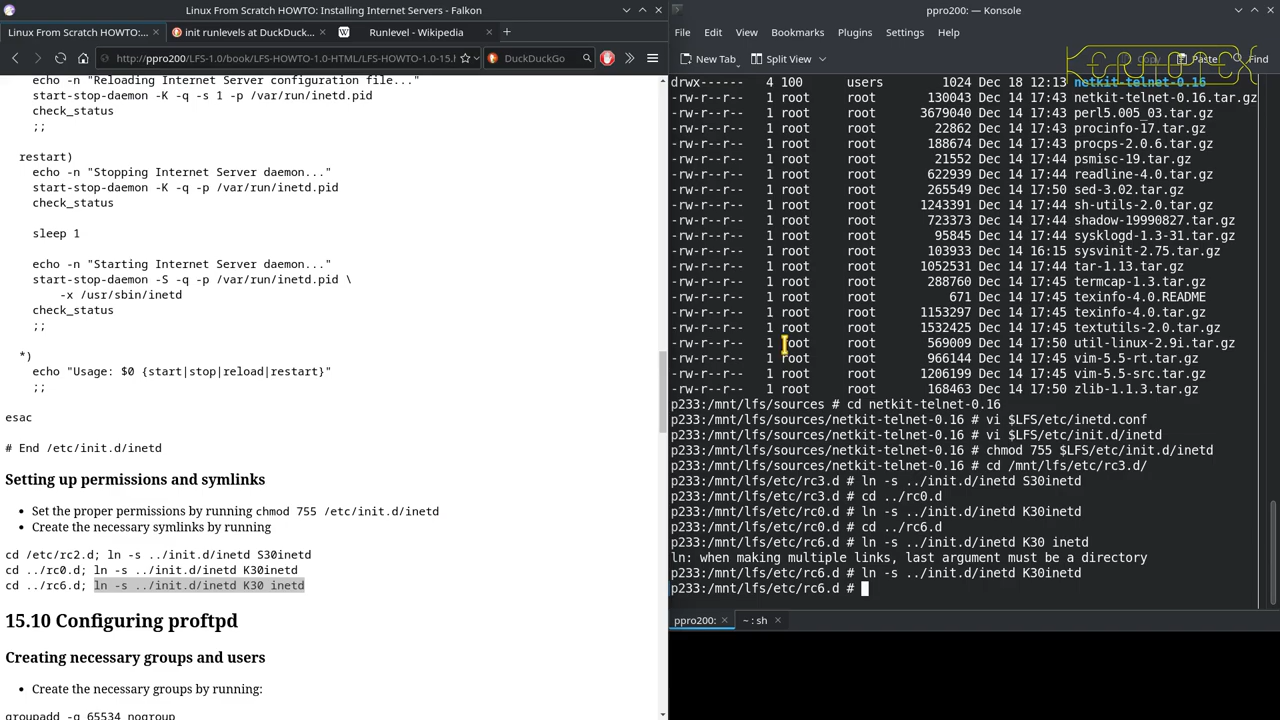 Linux From Scratch HOWTO: Installing Internet Servers - Falkon
Linux From Scratch HOWTO:...
init runlevels at DuckDuck...
Runlevel - Wikipedia
http://ppro200/LFS-1.0/book/LFS-HOWTO-1.0-HTML/LFS-HOWTO-1.0-15.
DuckDuckGo
echo -n "Reloading Internet Server configuration file..."
start-stop-daemon -K -q -s 1 -p /var/run/inetd.pid
check_status
;;
restart)
echo -n "Stopping Internet Server daemon..."
start-stop-daemon -K -q -p /var/run/inetd.pid
check_status
sleep 1
echo -n "Starting Internet Server daemon..."
start-stop-daemon -S -q -p /var/run/inetd.pid \
-x /usr/sbin/inetd
check_status
;;
*)
echo "Usage: $0 {start|stop|reload|restart}"
;;
esac
# End /etc/init.d/inetd
Setting up permissions and symlinks
• Set the proper permissions by running chmod 755 /etc/init.d/inetd
• Create the necessary symlinks by running
cd /etc/rc2.d; ln -s ../init.d/inetd S30inetd
cd ../rc0.d; ln -s ../init.d/inetd K30inetd
cd ../rc6.d; ln -s ../init.d/inetd K30 inetd
15.10 Configuring proftpd
Creating necessary groups and users
• Create the necessary groups by running:
groupadd -g 65534 nogroup
ppro200: — Konsole
File Edit View Bookmarks Plugins Settings Help
New Tab Split View Copy Paste Find
drwx------ 4 100 users 1024 Dec 18 12:13 netkit-telnet-0.16
-rw-r--r-- 1 root root 130043 Dec 14 17:43 netkit-telnet-0.16.tar.gz
-rw-r--r-- 1 root root 3679040 Dec 14 17:43 perl5.005_03.tar.gz
-rw-r--r-- 1 root root 22862 Dec 14 17:43 procinfo-17.tar.gz
-rw-r--r-- 1 root root 188674 Dec 14 17:43 procps-2.0.6.tar.gz
-rw-r--r-- 1 root root 21552 Dec 14 17:44 psmisc-19.tar.gz
-rw-r--r-- 1 root root 622939 Dec 14 17:44 readline-4.0.tar.gz
-rw-r--r-- 1 root root 265549 Dec 14 17:50 sed-3.02.tar.gz
-rw-r--r-- 1 root root 1243391 Dec 14 17:44 sh-utils-2.0.tar.gz
-rw-r--r-- 1 root root 723373 Dec 14 17:44 shadow-19990827.tar.gz
-rw-r--r-- 1 root root 95845 Dec 14 17:44 sysklogd-1.3-31.tar.gz
-rw-r--r-- 1 root root 103933 Dec 14 16:15 sysvinit-2.75.tar.gz
-rw-r--r-- 1 root root 1052531 Dec 14 17:44 tar-1.13.tar.gz
-rw-r--r-- 1 root root 288760 Dec 14 17:45 termcap-1.3.tar.gz
-rw-r--r-- 1 root root 671 Dec 14 17:45 texinfo-4.0.README
-rw-r--r-- 1 root root 1153297 Dec 14 17:45 texinfo-4.0.tar.gz
-rw-r--r-- 1 root root 1532425 Dec 14 17:45 textutils-2.0.tar.gz
-rw-r--r-- 1 root root 569009 Dec 14 17:50 util-linux-2.9i.tar.gz
-rw-r--r-- 1 root root 966144 Dec 14 17:45 vim-5.5-rt.tar.gz
-rw-r--r-- 1 root root 1206199 Dec 14 17:45 vim-5.5-src.tar.gz
-rw-r--r-- 1 root root 168463 Dec 14 17:50 zlib-1.1.3.tar.gz
p233:/mnt/lfs/sources # cd netkit-telnet-0.16
p233:/mnt/lfs/sources/netkit-telnet-0.16 # vi $LFS/etc/inetd.conf
p233:/mnt/lfs/sources/netkit-telnet-0.16 # vi $LFS/etc/init.d/inetd
p233:/mnt/lfs/sources/netkit-telnet-0.16 # chmod 755 $LFS/etc/init.d/inetd
p233:/mnt/lfs/sources/netkit-telnet-0.16 # cd /mnt/lfs/etc/rc3.d/
p233:/mnt/lfs/etc/rc3.d # ln -s ../init.d/inetd S30inetd
p233:/mnt/lfs/etc/rc3.d # cd ../rc0.d
p233:/mnt/lfs/etc/rc0.d # ln -s ../init.d/inetd K30inetd
p233:/mnt/lfs/etc/rc0.d # cd ../rc6.d
p233:/mnt/lfs/etc/rc6.d # ln -s ../init.d/inetd K30 inetd
ln: when making multiple links, last argument must be a directory
p233:/mnt/lfs/etc/rc6.d # ln -s ../init.d/inetd K30inetd
p233:/mnt/lfs/etc/rc6.d #
ppro200:
~ : sh